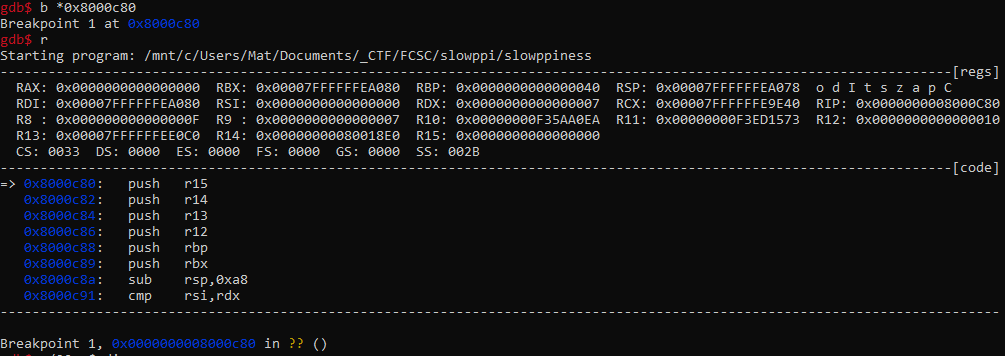 gdb$ b *0x8000c80
Breakpoint 1 at 0x8000c80
gdb$ r
Starting program: /mnt/c/Users/Mat/Documents/_CTF/FCSC/slowppi/slowppiness
-----------------------------------------------------------------------------------------------------------------------[regs]
  RAX: 0x0000000000000000  RBX: 0x00007FFFFFFEA080  RBP: 0x0000000000000040  RSP: 0x00007FFFFFFEA078  o d I t s z a p C
  RDI: 0x00007FFFFFFEA080  RSI: 0x0000000000000000  RDX: 0x0000000000000007  RCX: 0x00007FFFFFFE9E40  RIP: 0x0000000008000C80
  R8 : 0x000000000000000F  R9 : 0x0000000000000007  R10: 0x00000000F35AA0EA  R11: 0x00000000F3ED1573  R12: 0x0000000000000010
  R13: 0x00007FFFFFFEE0C0  R14: 0x00000000080018E0  R15: 0x0000000000000000
  CS: 0033  DS: 0000  ES: 0000  FS: 0000  GS: 0000  SS: 002B
-----------------------------------------------------------------------------------------------------------------------[code]
=> 0x8000c80:   push   r15
   0x8000c82:   push   r14
   0x8000c84:   push   r13
   0x8000c86:   push   r12
   0x8000c88:   push   rbp
   0x8000c89:   push   rbx
   0x8000c8a:   sub    rsp,0xa8
   0x8000c91:   cmp    rsi,rdx
-----------------------------------------------------------------------------------------------------------------------------
Breakpoint 1, 0x0000000008000c80 in ?? ()